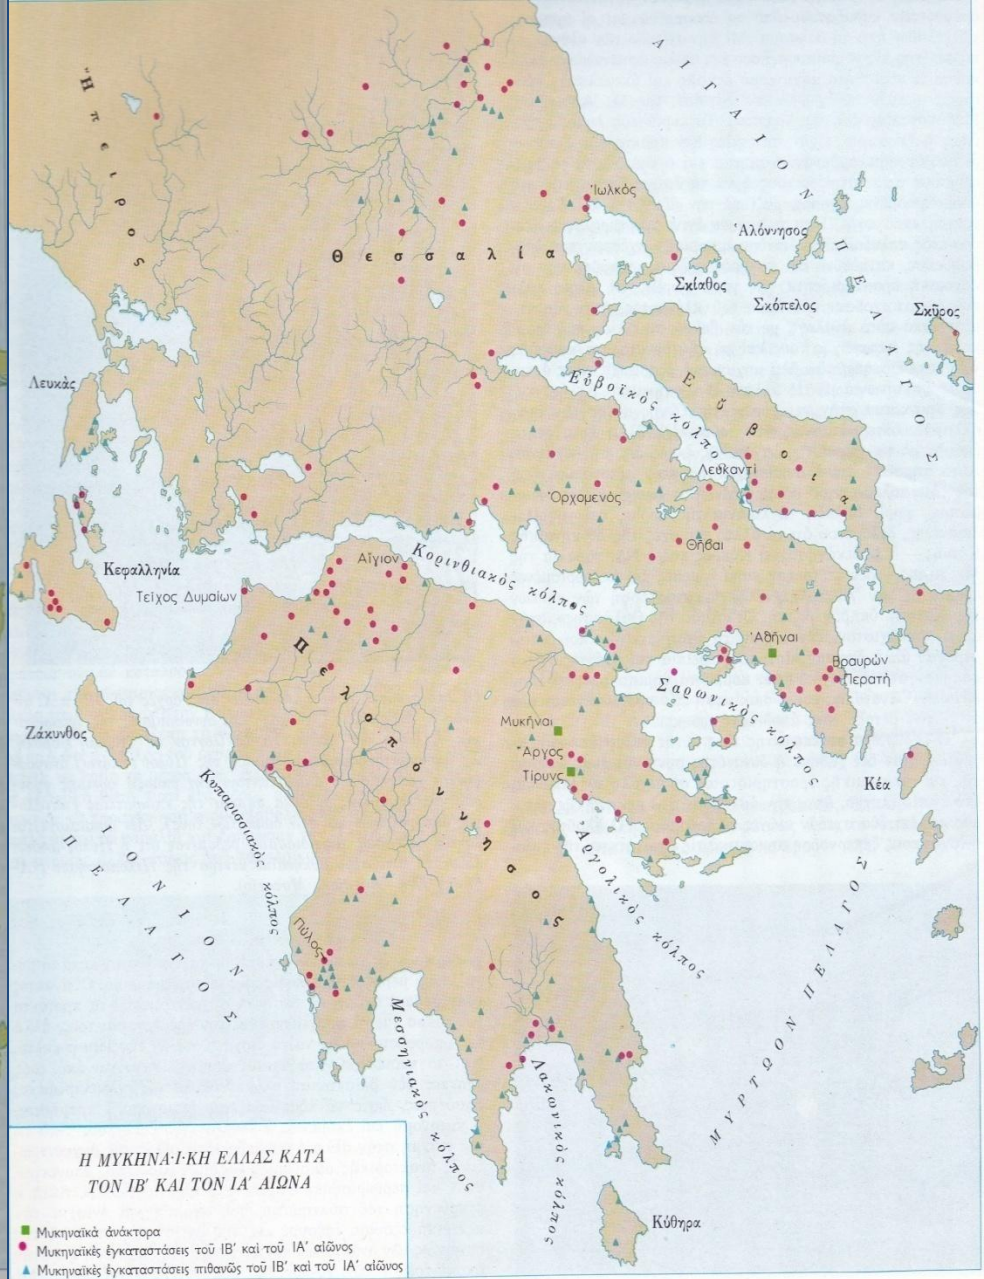 Ἤπειρος
ΑΙΓΑΙΟΝ ΠΕΛΑΓΟΣ
Ἰωλκός
Ἀλόννησος
Θεσσαλία
Σκίαθος
Σκόπελος
Σκῦρος
Λευκὰς
Εὐβοϊκὸς κόλπο
Εὔβοια
Λευκαντί
Ὀρχομενός
Θῆβαι
Αἴγιον
Κορινθιακὸς κόλπος
Κεφαλληνία
Τεῖχος Δυμαίων
Ἀθῆναι
Βραυρών
Περατή
Πελοπόννησος
Σαρωνικὸς κόλπος
Ζάκυνθος
Μυκῆναι
Ἄργος
Τίρυνς
Κέα
Κυπαρισσιακὸς κόλπος
ΙΟΝΙΟΝ
ΠΕΛΑΓΟΣ
Ἀργολικὸς κόλπος
Πύλος
ΜΥΡΤΩΟΝ ΠΕΛΑΓΟΣ
Μεσσηνιακὸς κόλπος
Λακωνικὸς κόλπος
Κύθηρα
Η ΜΥΚΗΝΑ·Ι·ΚΗ ΕΛΛΑΣ ΚΑΤΑ
ΤΟΝ ΙΒ' ΚΑΙ ΤΟΝ ΙΑ' ΑΙΩΝΑ
Μυκηναϊκὰ ἀνάκτορα
Μυκηναϊκὲς ἐγκαταστάσεις τοῦ ΙΒ' καὶ τοῦ ΙΑ' αἰῶνος
Μυκηναϊκὲς ἐγκαταστάσεις πιθανῶς τοῦ ΙΒ' καὶ τοῦ ΙΑ' αἰῶνος